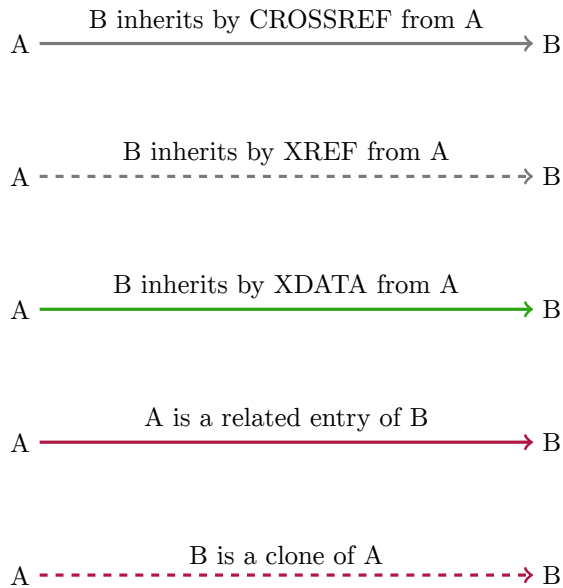 B inherits by CROSSREF from A
A B
B inherits by XREF from A
A B
B inherits by XDATA from A
A B
A is a related entry of B
A B
B is a clone of A
A B